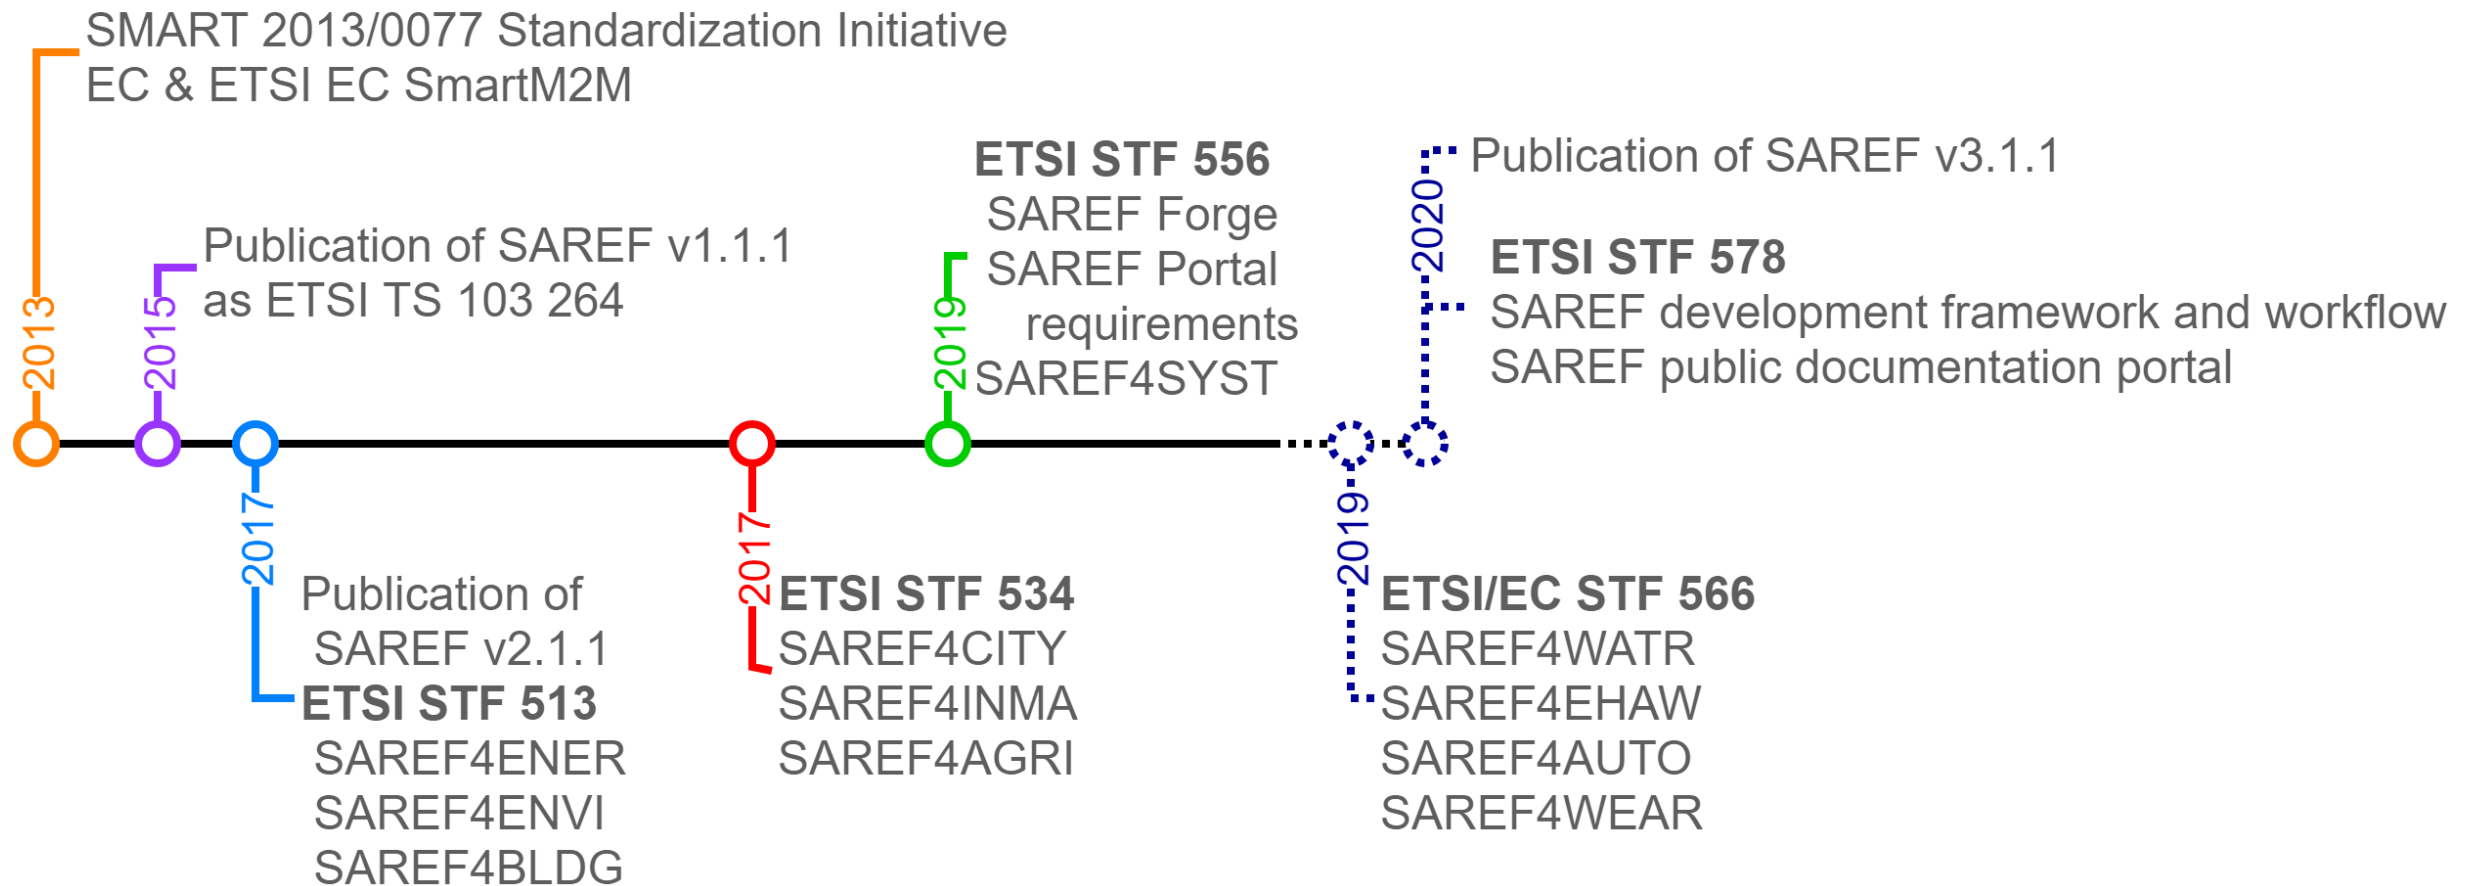 SMART 2013/0077 Standardization Initiative
EC & ETSI EC SmartM2M
2013
Publication of SAREF v1.1.1
as ETSI TS 103 264
2015
2017
Publication of
SAREF v2.1.1
ETSI STF 513
SAREF4ENER
SAREF4ENVI
SAREF4BLDG
2017
ETSI STF 534
SAREF4CITY
SAREF4INMA
SAREF4AGRI
ETSI STF 556
SAREF Forge
SAREF Portal
requirements
SAREF4SYST
2019
2019
ETSI/EC STF 566
SAREF4WATR
SAREF4EHAW
SAREF4AUTO
SAREF4WEAR
2020
Publication of SAREF v3.1.1
ETSI STF 578
SAREF development framework and workflow
SAREF public documentation portal